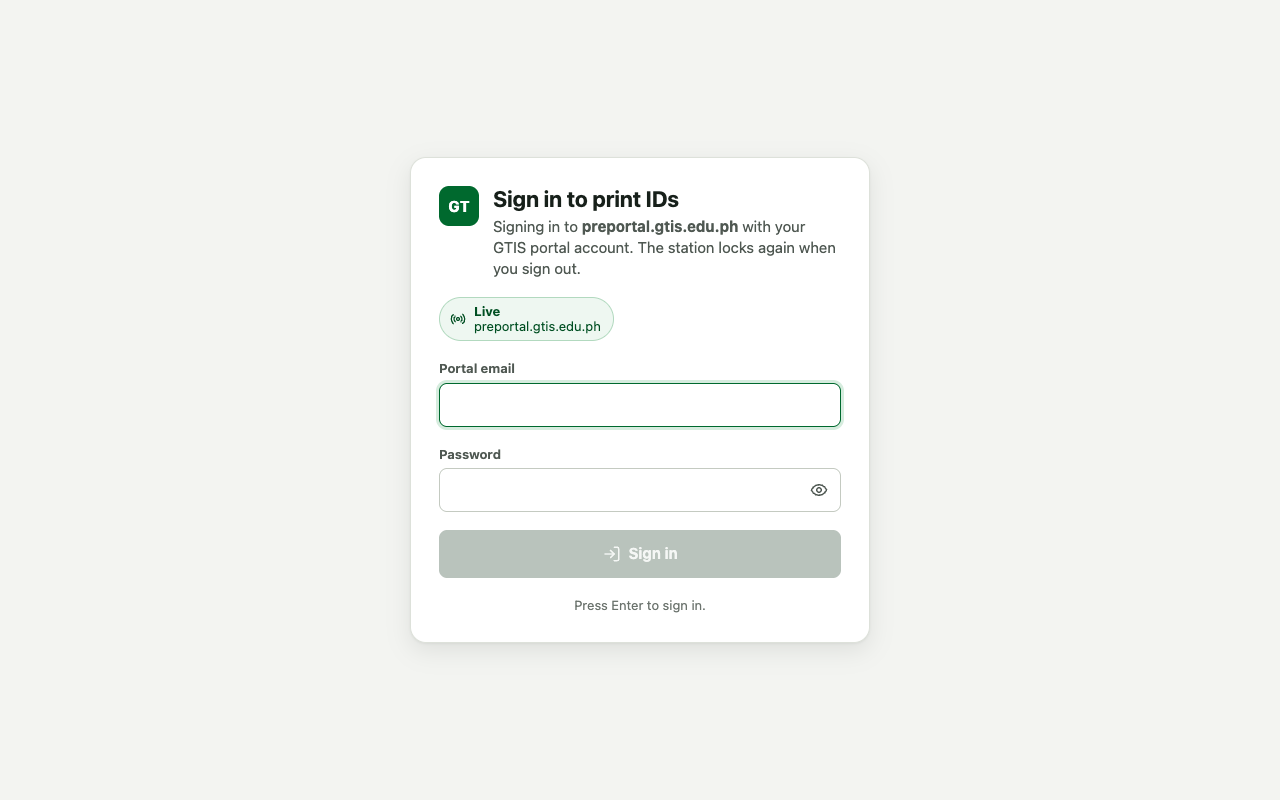 GT
Sign in to print IDs
Signing in to preportal.gtis.edu.ph with your
GTIS portal account. The station locks again when
you sign out.
Live
preportal.gtis.edu.ph
Portal email
Password
Sign in
Press Enter to sign in.